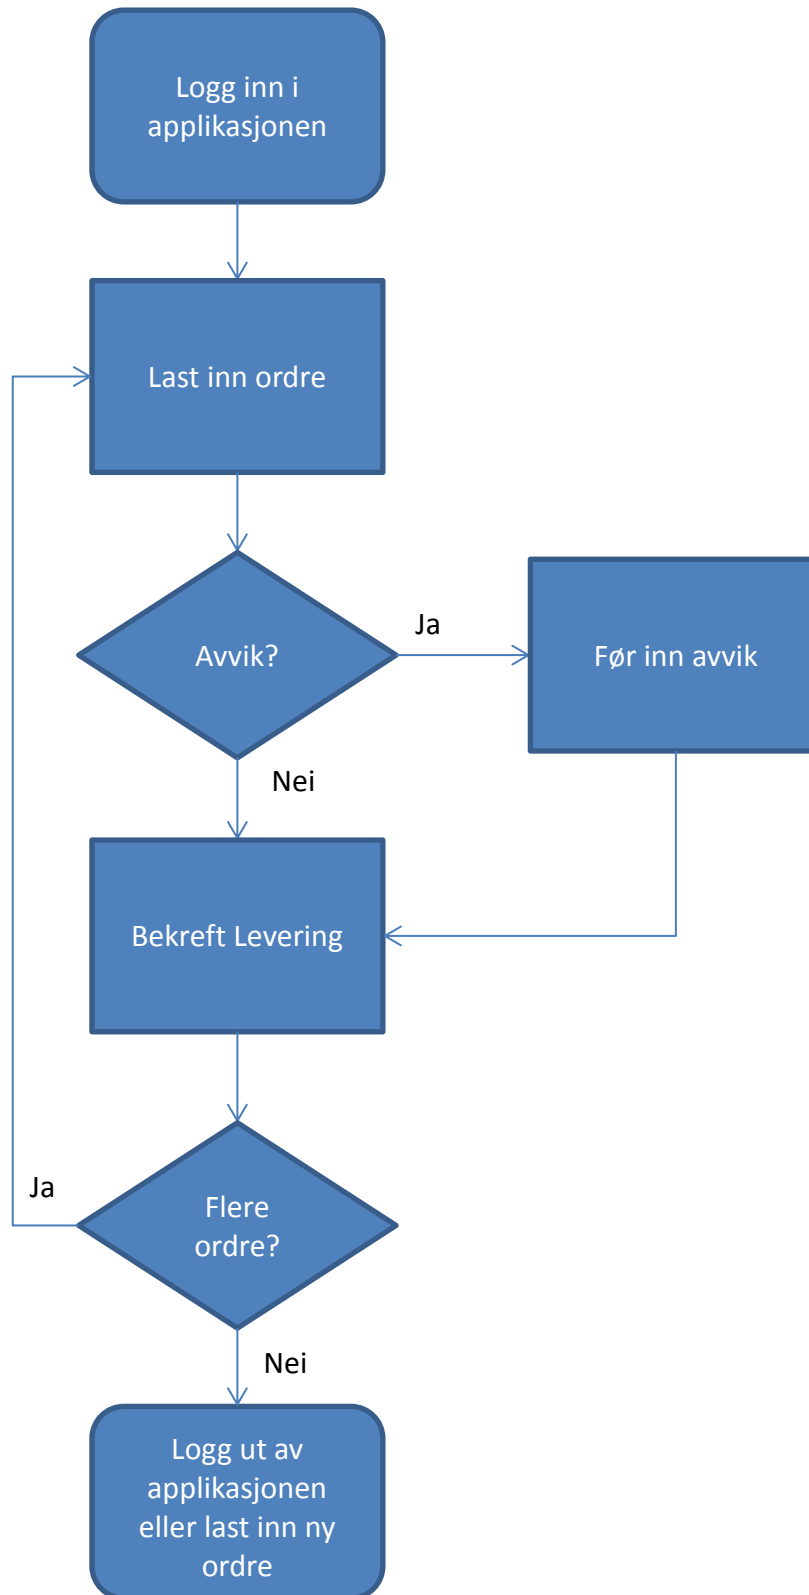 Logg inn i
applikasjonen
Last inn ordre
Avvik?
Ja
Før inn avvik
Nei
Bekreft Levering
Ja
Flere
ordre?
Nei
Logg ut av
applikasjonen
eller last inn ny
ordre